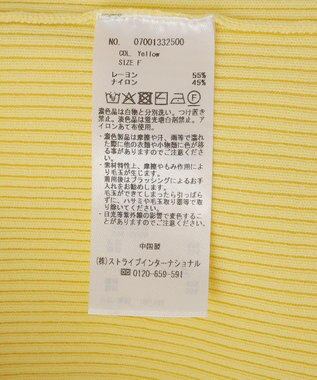 NO. 07001332500
COL Yellow
SIZE F
レーヨン 55%
ナイロン 45%
濃色品は白物と分別洗い。つけ置き
禁止。淡色品は蛍光増白剤禁止。ア
イロンあて布使用。
・濃色製品は摩擦や汗、雨等で濡れ
た際に他の衣類や小物類に色が移
る事がありますのでご注意くださ
い。
・素材特性上、摩擦やもみ作用によ
り毛玉が生じます。
着用後はブラッシングによるお手
入れをお勧めします。
毛玉ができてしまったら引っぱら
ずに、ハサミや毛玉取り器等で取
り除いてください。
・日光等紫外線の影響で変色するこ
とがありますのでご注意ください。
中国製
(株)ストライプインターナショナル
0120-659-591